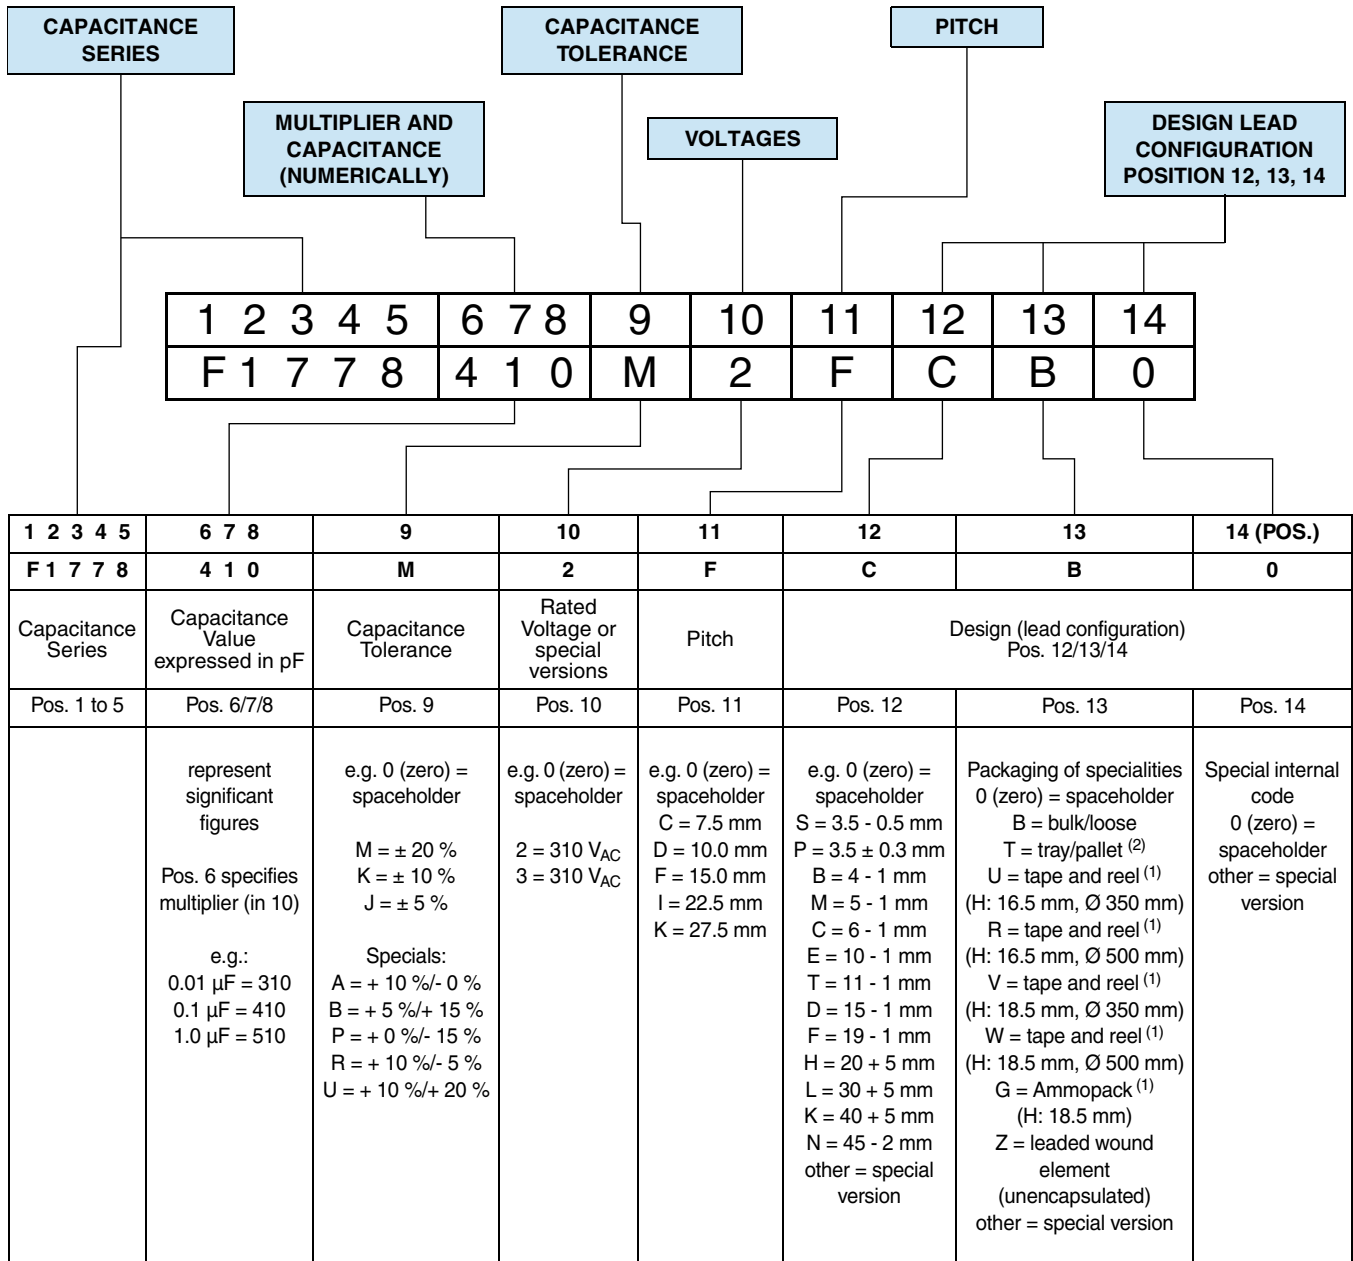 CAPACITANCE
SERIES
CAPACITANCE
TOLERANCE
PITCH
MULTIPLIER AND
CAPACITANCE
(NUMERICALLY)
VOLTAGES
DESIGN LEAD
CONFIGURATION
POSITION 12, 13, 14
1 2 3 4 5 6 7 8 9 10 11 12 13 14
F 1 7 7 8 4 1 0 M 2 F C B 0
1 2 3 4 5 6 7 8 9 10 11 12 13 14 (POS.)
F 1 7 7 8 4 1 0 M 2 F C B 0
Capacitance
Series
Capacitance
Value
expressed in pF
Capacitance
Tolerance
Rated
Voltage or
special
versions
Pitch
Design (lead configuration)
Pos. 12/13/14
Pos. 1 to 5 Pos. 6/7/8 Pos. 9 Pos. 10 Pos. 11 Pos. 12 Pos. 13 Pos. 14
represent
significant
figures
Pos. 6 specifies
multiplier (in 10)
e.g.:
0.01 µF = 310
0.1 µF = 410
1.0 µF = 510
e.g. 0 (zero) =
spaceholder
M = ± 20 %
K = ± 10 %
J = ± 5 %
Specials:
A = + 10 %/- 0 %
B = + 5 %/+ 15 %
P = + 0 %/- 15 %
R = + 10 %/- 5 %
U = + 10 %/+ 20 %
e.g. 0 (zero) =
spaceholder
2 = 310 VAC
3 = 310 VAC
e.g. 0 (zero) =
spaceholder
C = 7.5 mm
D = 10.0 mm
F = 15.0 mm
I = 22.5 mm
K = 27.5 mm
e.g. 0 (zero) =
spaceholder
S = 3.5 - 0.5 mm
P = 3.5 ± 0.3 mm
B = 4 - 1 mm
M = 5 - 1 mm
C = 6 - 1 mm
E = 10 - 1 mm
T = 11 - 1 mm
D = 15 - 1 mm
F = 19 - 1 mm
H = 20 + 5 mm
L = 30 + 5 mm
K = 40 + 5 mm
N = 45 - 2 mm
other = special
version
Packaging of specialities
0 (zero) = spaceholder
B = bulk/loose
T = tray/pallet (2)
U = tape and reel (1)
(H: 16.5 mm, Ø 350 mm)
R = tape and reel (1)
(H: 16.5 mm, Ø 500 mm)
V = tape and reel (1)
(H: 18.5 mm, Ø 350 mm)
W = tape and reel (1)
(H: 18.5 mm, Ø 500 mm)
G = Ammopack (1)
(H: 18.5 mm)
Z = leaded wound
element
(unencapsulated)
other = special version
Special internal
code
0 (zero) =
spaceholder
other = special
version